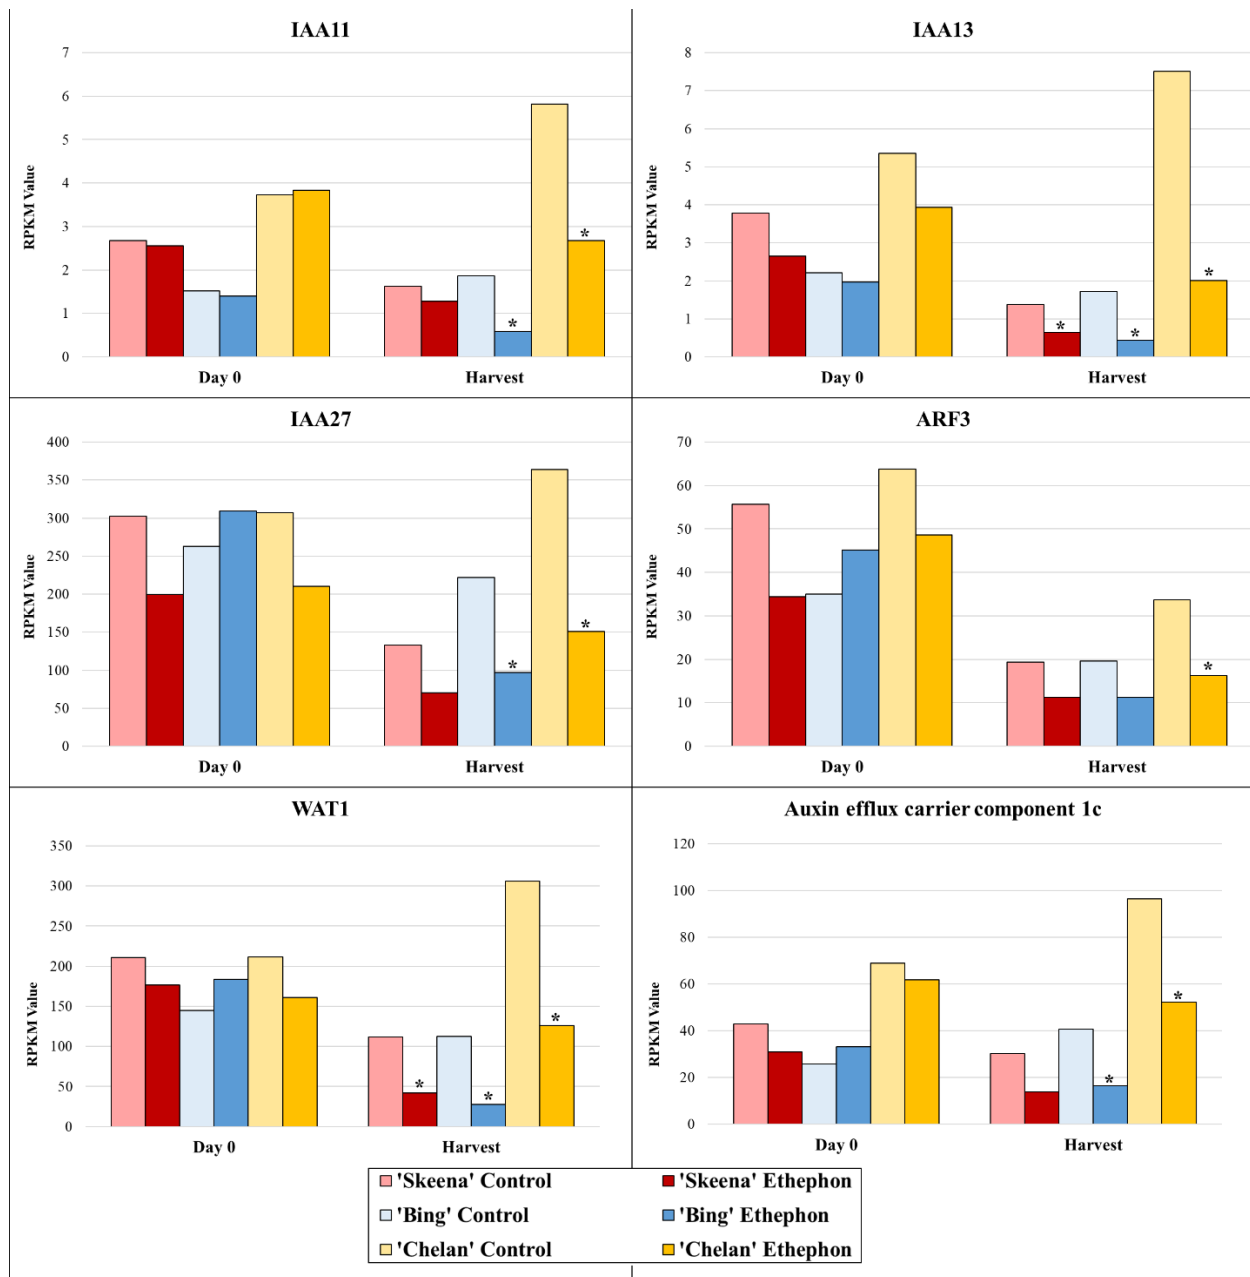 IAA11
7
6
5
4
3
2
1
0
RPKM Value
*
*
Day 0
Harvest
IAA13
8
7
6
5
4
3
2
1
0
RPKM Value
*
*
*
Day 0
Harvest
IAA27
400
350
300
250
200
150
100
50
0
RPKM Value
*
*
Day 0
Harvest
ARF3
70
60
50
40
30
20
10
0
RPKM Value
*
Day 0
Harvest
WAT1
350
300
250
200
150
100
50
0
RPKM Value
*
*
*
Day 0
Harvest
Auxin efflux carrier component 1c
120
100
80
60
40
20
0
RPKM Value
*
*
Day 0
Harvest
'Skeena' Control
'Skeena' Ethephon
'Bing' Control
'Bing' Ethephon
'Chelan' Control
'Chelan' Ethephon